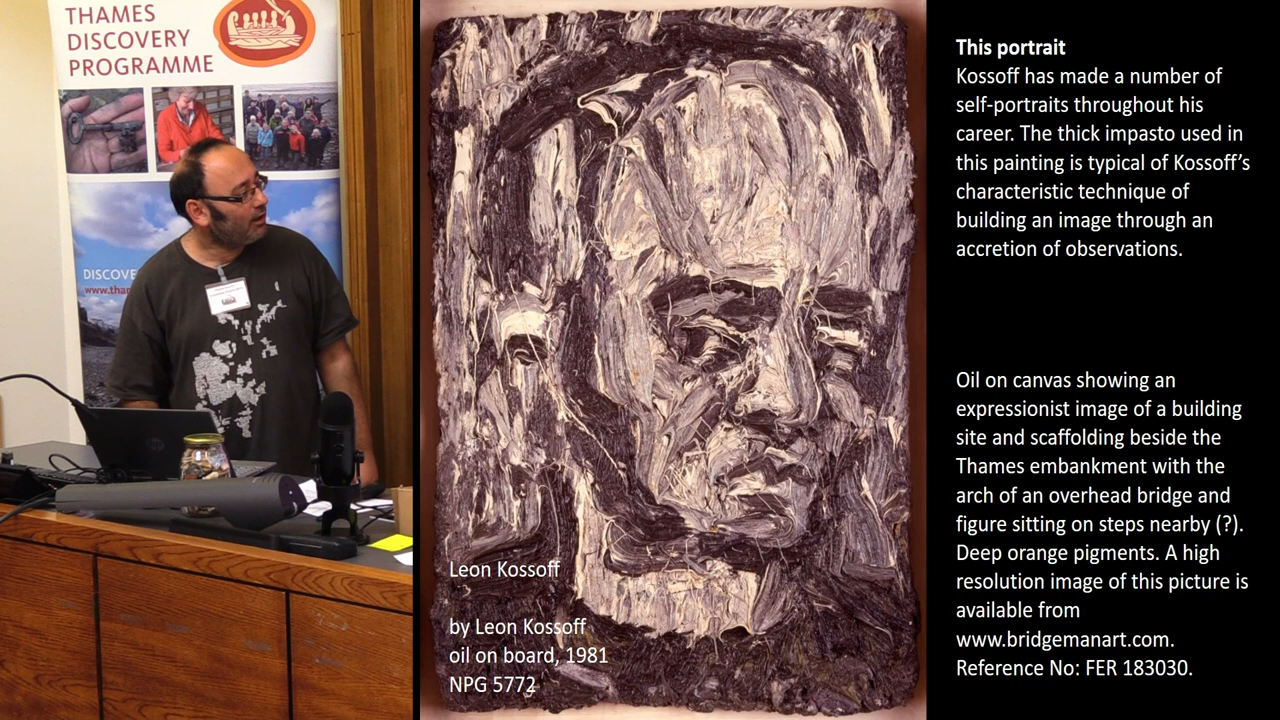 THAMES
DISCOVERY
PROGRAMME
DISCOVE
www.tha
This portrait
Kossoff has made a number of
self-portraits throughout his
career. The thick impasto used in
this painting is typical of Kossoff’s
characteristic technique of
building an image through an
accretion of observations.
Oil on canvas showing an
expressionist image of a building
site and scaffolding beside the
Thames embankment with the
arch of an overhead bridge and
figure sitting on steps nearby (?).
Deep orange pigments. A high
resolution image of this picture is
available from
www.bridgemanart.com.
Reference No: FER 183030.
Leon Kossoff
by Leon Kossoff
oil on board, 1981
NPG 5772